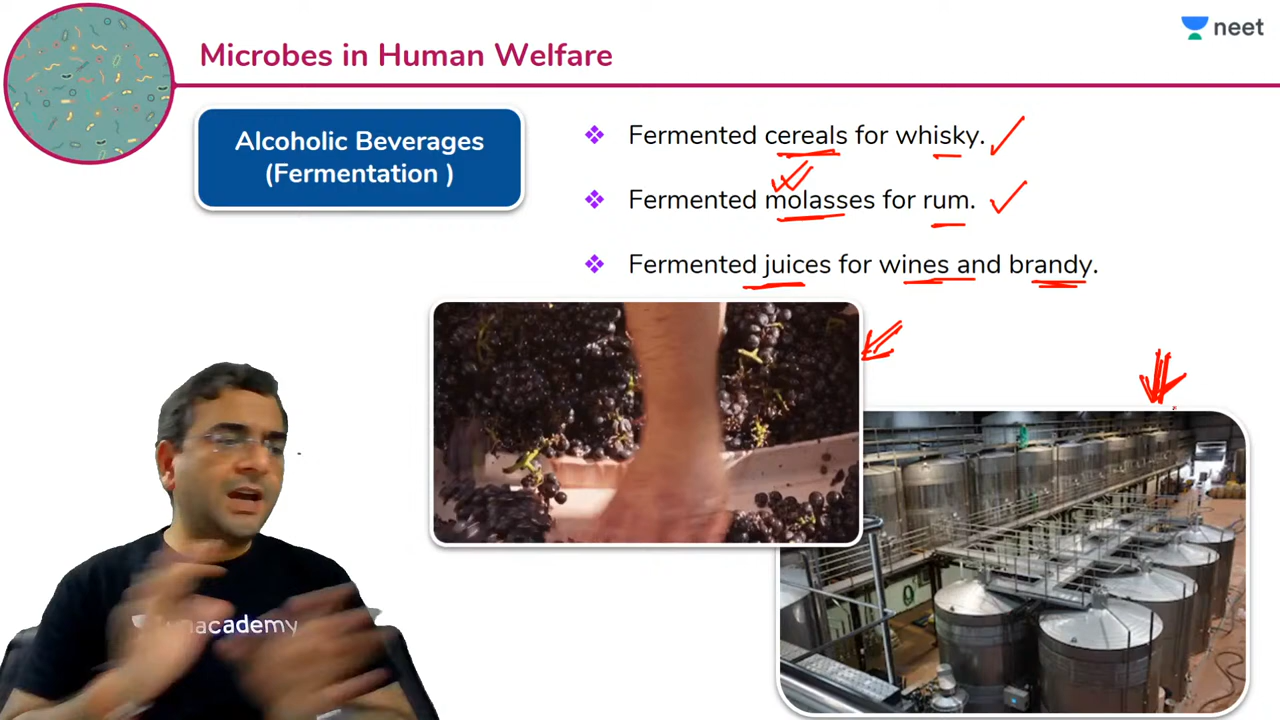 neet
Microbes in Human Welfare
Alcoholic Beverages
(Fermentation )
Fermented cereals for whisky.
Fermented molasses for rum.
Fermented juices for wines and brandy.
unacademy